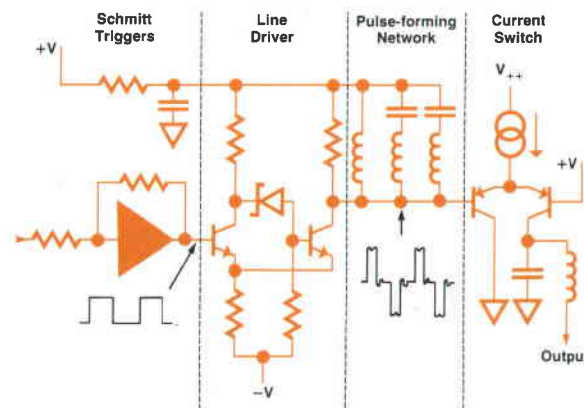 Schmitt
Triggers
Line
Driver
Pulse-forming
Network
Current
Switch
+V
V++
+V
-V
Outpu